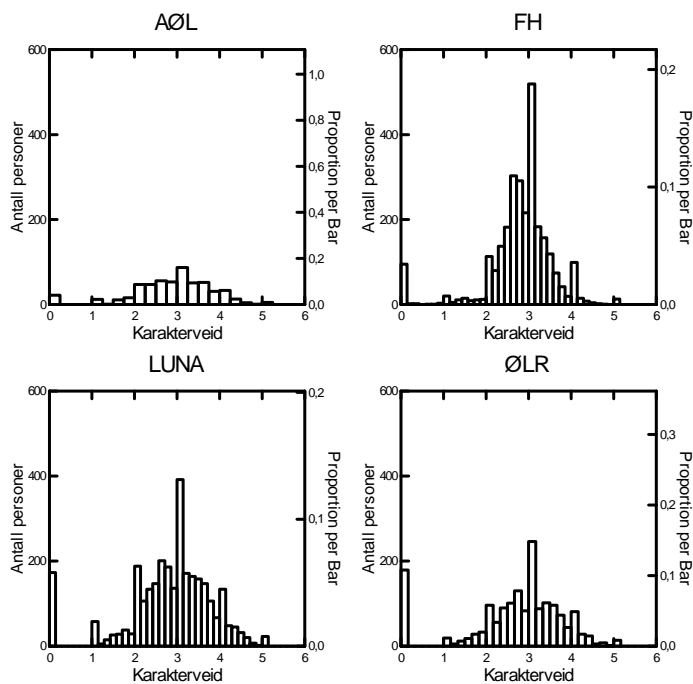 AØL
600
400
200
0
Antall personer
0 1 2 3 4 5 6
Karakterveid
1,0
0,8
0,6
0,4
0,2
0,0
Proportion per Bar
FH
600
400
200
0
Antall personer
0 1 2 3 4 5 6
Karakterveid
0,2
0,1
0,0
Proportion per Bar
LUNA
600
400
200
0
Antall personer
0 1 2 3 4 5 6
Karakterveid
0,2
0,1
0,0
Proportion per Bar
ØLR
600
400
200
0
Antall personer
0 1 2 3 4 5 6
Karakterveid
0,3
0,2
0,1
0,0
Proportion per Bar